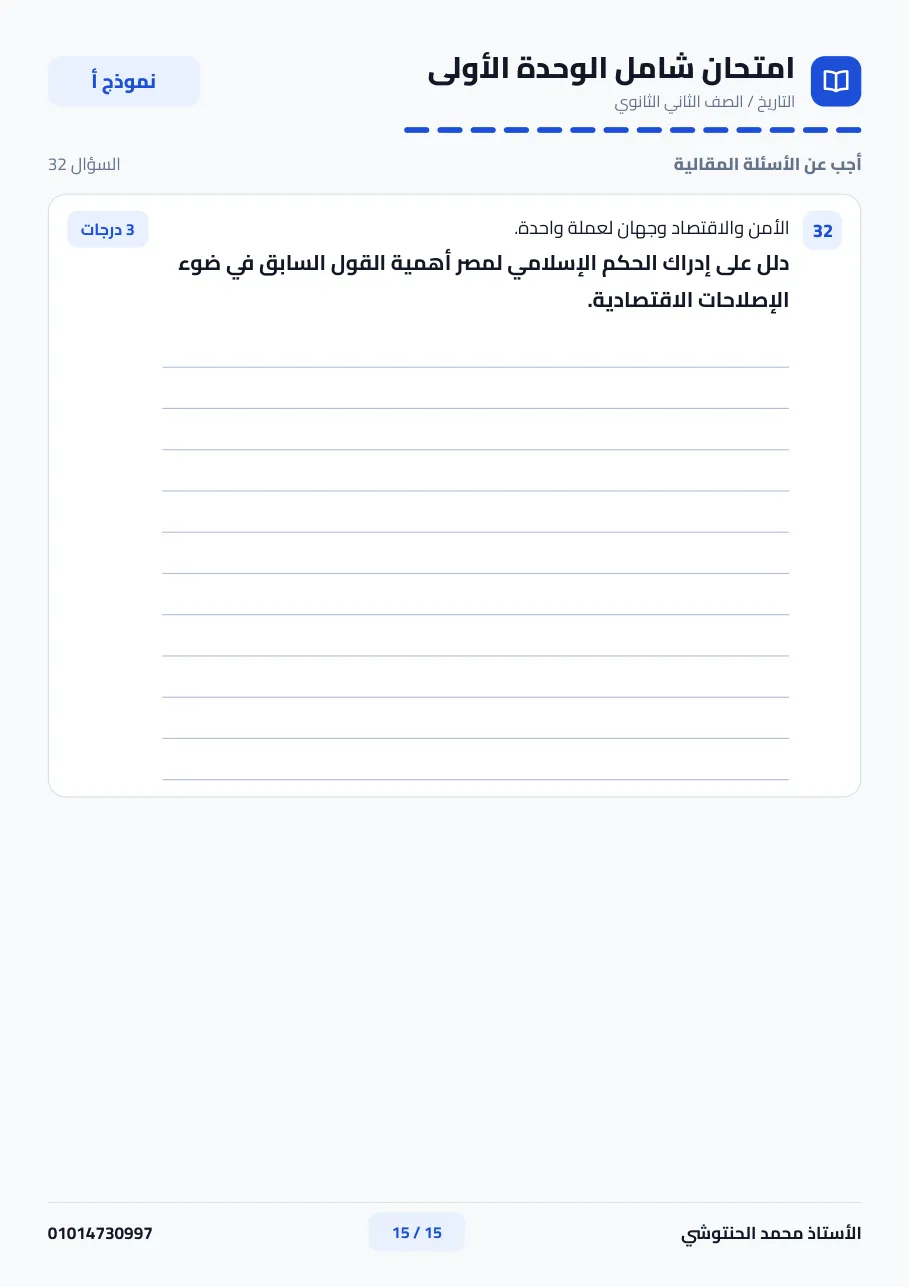 امتحان شامل الوحدة الأولى
نموذج أ
التاريخ / الصف الثاني الثانوي
أجب عن الأسئلة المقالية
السؤال 32
32
الأمن والاقتصاد وجهان لعملة واحدة.
3 درجات
دلل على إدراك الحكم الإسلامي لمصر أهمية القول السابق في ضوء
الإصلاحات الاقتصادية.
الأستاذ محمد الحنتوشي
15 / 15
01014730997